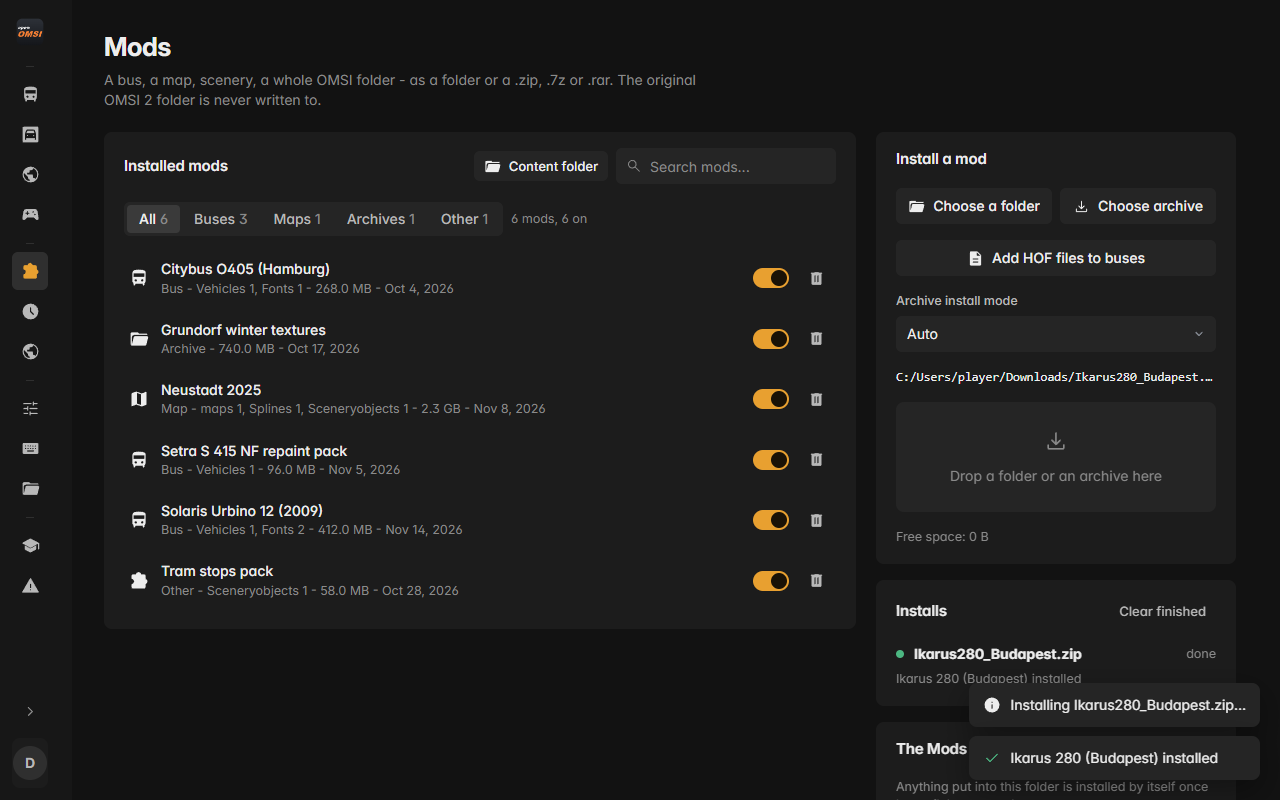 OMSI
Mods
A bus, a map, scenery, a whole OMSI folder - as a folder or a .zip, .7z or .rar. The original
OMSI 2 folder is never written to.
Installed mods
Content folder
Search mods...
All 6
Buses 3
Maps 1
Archives 1
Other 1
6 mods, 6 on
Citybus O405 (Hamburg)
Bus - Vehicles 1, Fonts 1 - 268.0 MB - Oct 4, 2026
Grundorf winter textures
Archive - 740.0 MB - Oct 17, 2026
Neustadt 2025
Map - maps 1, Splines 1, Sceneryobjects 1 - 2.3 GB - Nov 8, 2026
Setra S 415 NF repaint pack
Bus - Vehicles 1 - 96.0 MB - Nov 5, 2026
Solaris Urbino 12 (2009)
Bus - Vehicles 1, Fonts 2 - 412.0 MB - Nov 14, 2026
Tram stops pack
Other - Sceneryobjects 1 - 58.0 MB - Oct 28, 2026
D
Install a mod
Choose a folder
Choose archive
Add HOF files to buses
Archive install mode
Auto
C:/Users/player/Downloads/Ikarus280_Budapest....
Drop a folder or an archive here
Free space: 0 B
Installs
Clear finished
Ikarus280_Budapest.zip
done
Ikarus 280 (Budapest) installed
Installing Ikarus280_Budapest.zip...
The Mods
Ikarus 280 (Budapest) installed
Anything put into this folder is installed by itself once